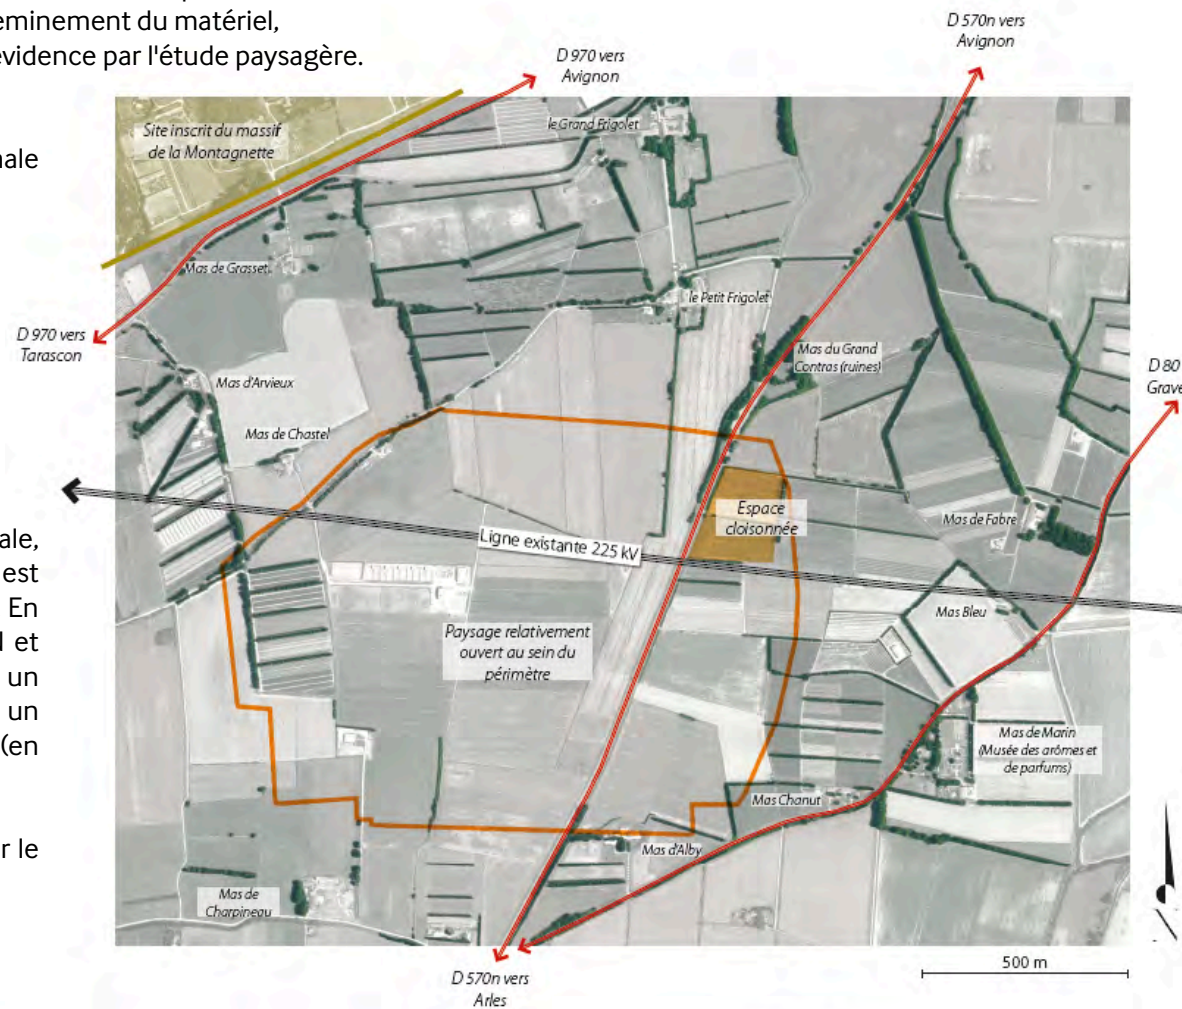 eminement du matériel,
évidence par l'étude paysagère.
nale
ale,
est
En
l et
un
un
(en
r le
D 570n vers
Avignon
D 970 vers
Avignon
Site inscrit du massif
de la Montagnette
le Grand Frigolet
Mas de Grasset
le Petit Frigolet
D 970 vers
Tarascon
Mas du Grand
Contras (ruines)
D 80
Grave
Mas d'Arvieux
Mas de Chastel
Ligne existante 225 kV
Espace
cloisonnée
Mas de Fabre
Mas Bleu
Paysage relativement
ouvert au sein du
périmètre
Mas de Marin
(Musée des arômes et
de parfums)
Mas Chanut
Mas d'Alby
Mas de
Charpineau
500 m
D 570n vers
Arles